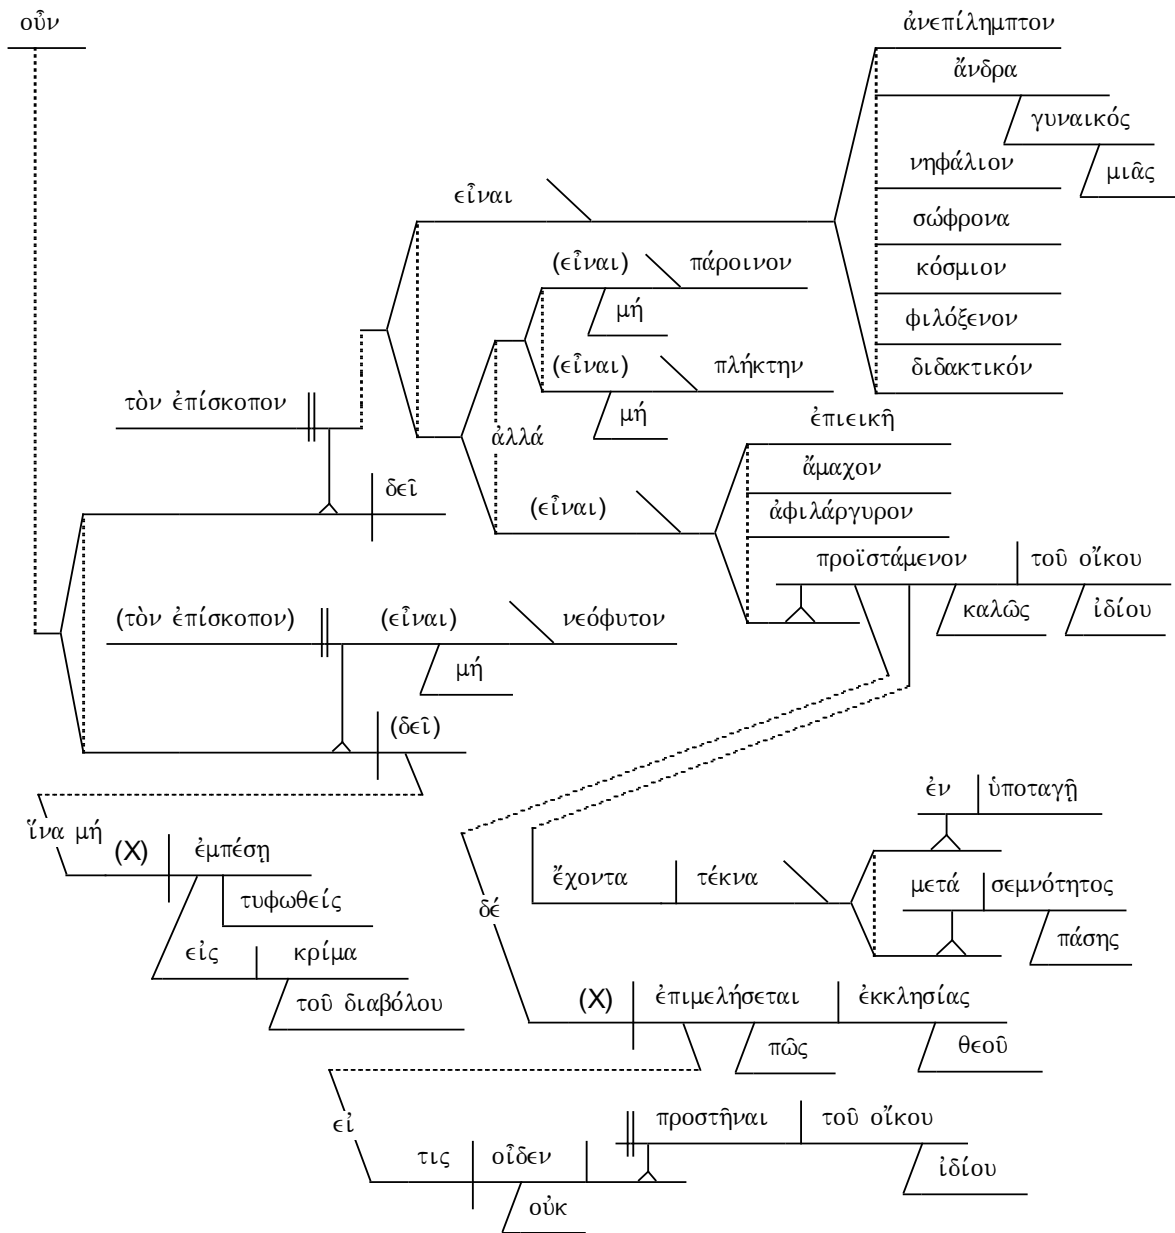 οὖν
ἀνεπίλημπτον
ἄνδρα
γυναικός
μιᾶς
νηφάλιον
σώφρονα
κόσμιον
φιλόξενον
διδακτικόν
εἶναι
(εἶναι) πάροινον
μή
(εἶναι) πλήκτην
μή
ἀλλά
τὸν ἐπίσκοπον
δεῖ
(εἶναι)
ἐπιεικῆ
ἄμαχον
ἀφιλάργυρον
προϊστάμενον τοῦ οἴκου
καλῶς ἰδίου
(τὸν ἐπίσκοπον) (εἶναι) νεόφυτον
μή
(δεῖ)
ἵνα μή
(X) ἐμπέσῃ
τυφωθείς
εἰς κρίμα
τοῦ διαβόλου
ἐν ὑποταγῇ
ἔχοντα τέκνα
μετά σεμνότητος
πάσης
δέ
(X) ἐπιμελήσεται ἐκκλησίας
πῶς θεοῦ
εἰ
τις οἶδεν
οὐκ
προστῆναι τοῦ οἴκου
ἰδίου